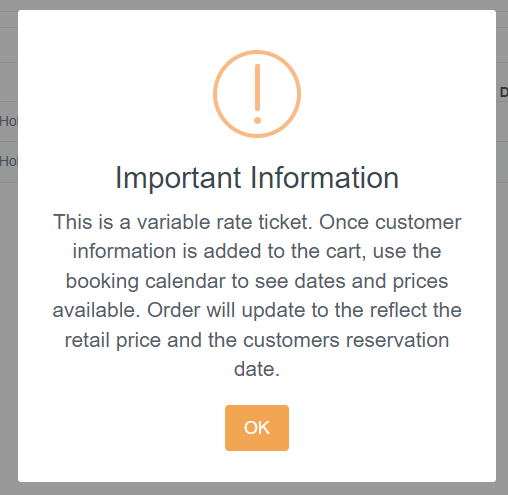 Important Information
This is a variable rate ticket. Once customer
information is added to the cart, use the
booking calendar to see dates and prices
available. Order will update to the reflect the
retail price and the customers reservation
date.
OK